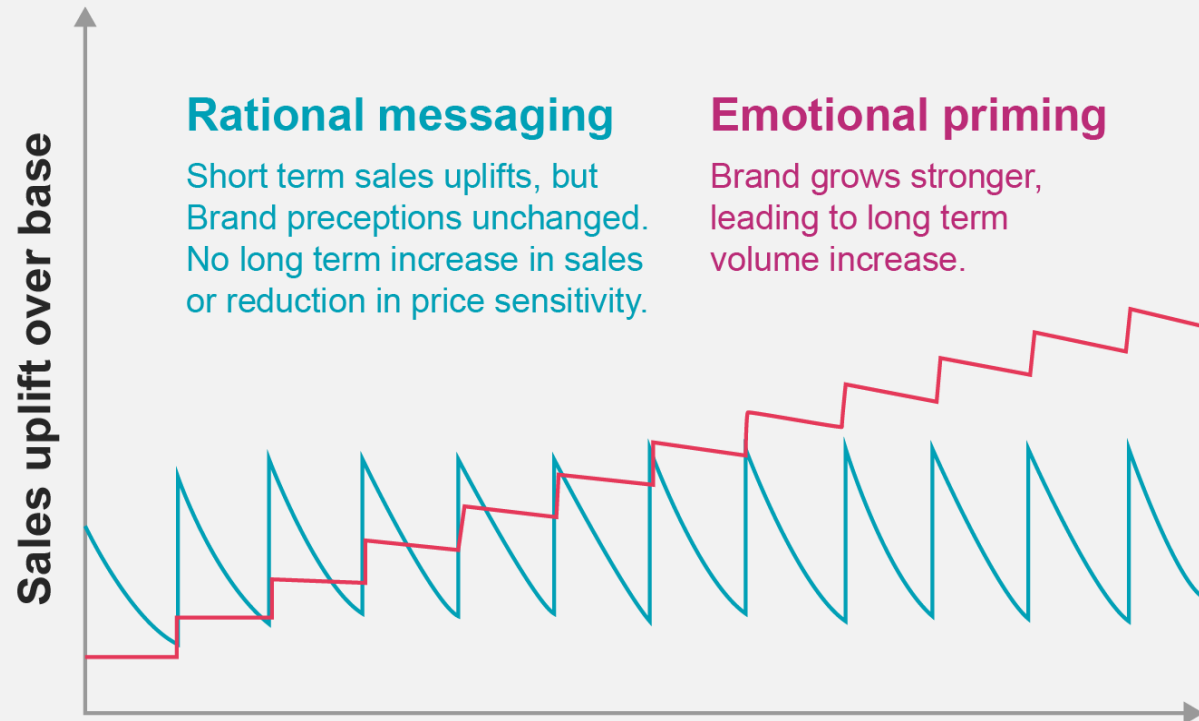 Sales uplift over base
Rational messaging
Short term sales uplifts, but
Brand preceptions unchanged.
No long term increase in sales
or reduction in price sensitivity.
Emotional priming
Brand grows stronger,
leading to long term
volume increase.